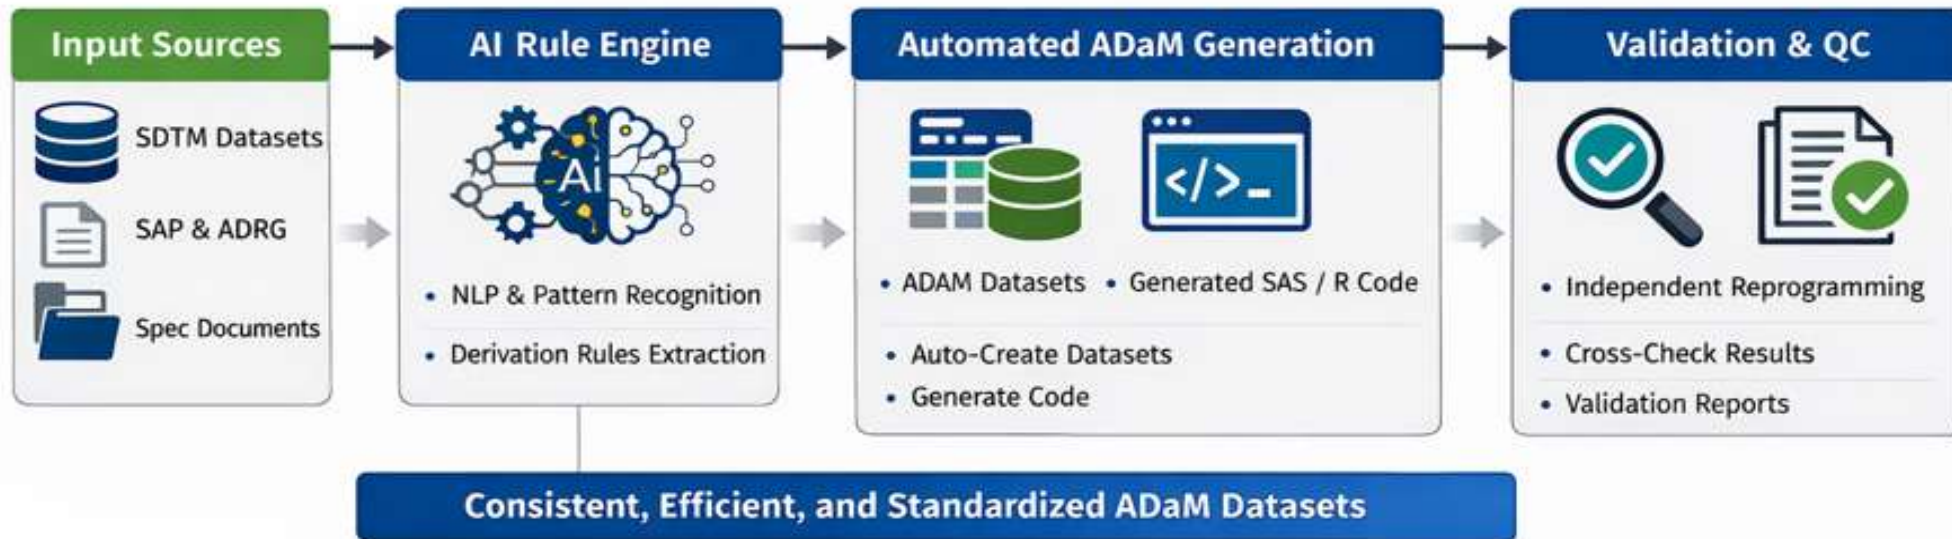 Input Sources
SDTM Datasets
SAP & ADRG
Spec Documents
AI Rule Engine
Ai
• NLP & Pattern Recognition
• Derivation Rules Extraction
Automated ADaM Generation
</>_
• ADAM Datasets • Generated SAS / R Code
• Auto-Create Datasets
• Generate Code
Validation & QC
• Independent Reprogramming
• Cross-Check Results
• Validation Reports
Consistent, Efficient, and Standardized ADaM Datasets